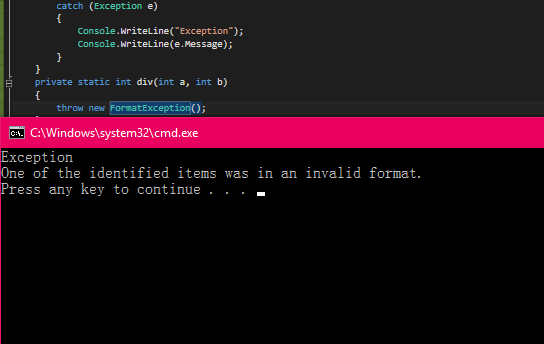 catch (Exception e)
{
Console.WriteLine("Exception");
Console.WriteLine(e.Message);
}
}
private static int div(int a, int b)
{
throw new FormatException();
C:\Windows\system32\cmd.exe
Exception
One of the identified items was in an invalid format.
Press any key to continue . . .